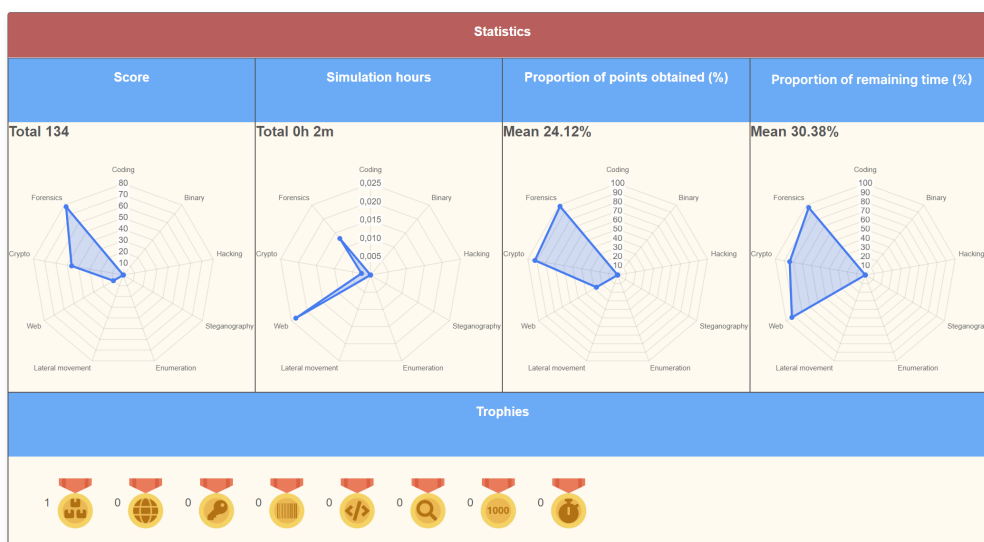 Statistics
Score
Simulation hours
Proportion of points obtained (%)
Proportion of remaining time (%)
Total 134
Total 0h 2m
Mean 24.12%
Mean 30.38%
Coding
80
70
60
50
40
30
20
10
Forensics
Binary
Crypto
Hacking
Web
Steganography
Lateral movement
Enumeration
Coding
0,025
0,020
0,015
0,010
0,005
Forensics
Binary
Crypto
Hacking
Web
Steganography
Lateral movement
Enumeration
Coding
100
90
80
70
60
50
40
30
20
10
Forensics
Binary
Crypto
Hacking
Web
Steganography
Lateral movement
Enumeration
Coding
100
90
80
70
60
50
40
30
20
10
Forensics
Binary
Crypto
Hacking
Web
Steganography
Lateral movement
Enumeration
Trophies
1 0 0 0 0 0 0 1000 0